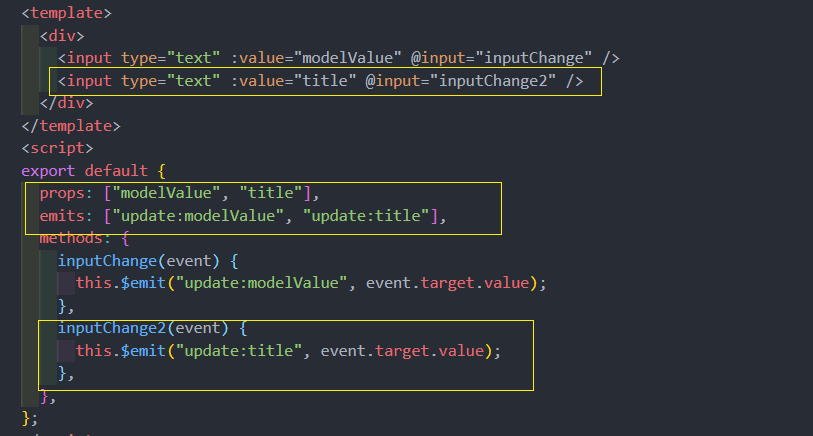 <template>
<div>
<input type="text" :value="modelValue" @input="inputChange" />
<input type="text" :value="title" @input="inputChange2" />
</div>
</template>
<script>
export default {
props: ["modelValue", "title"],
emits: ["update:modelValue", "update:title"],
methods: {
inputChange(event) {
this.$emit("update:modelValue", event.target.value);
},
inputChange2(event) {
this.$emit("update:title", event.target.value);
},
},
};